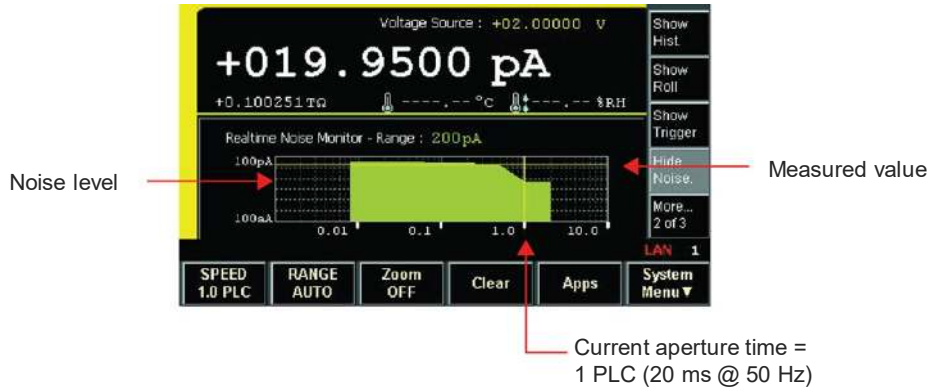 Voltage Source : +02.00000 V
+019.9500 pA
+0.100251TΩ ----.-- °C ---.-- %RH
Show Hist.
Show Roll
Show Trigger
Hide Noise.
More... 2 of 3
Realtime Noise Monitor - Range : 200pA
100pA
100aA
0.01 0.1 1.0 10.0
Noise level
Measured value
LAN 1
SPEED 1.0 PLC
RANGE AUTO
Zoom OFF
Clear
Apps
System Menu▼
Current aperture time =
1 PLC (20 ms @ 50 Hz)